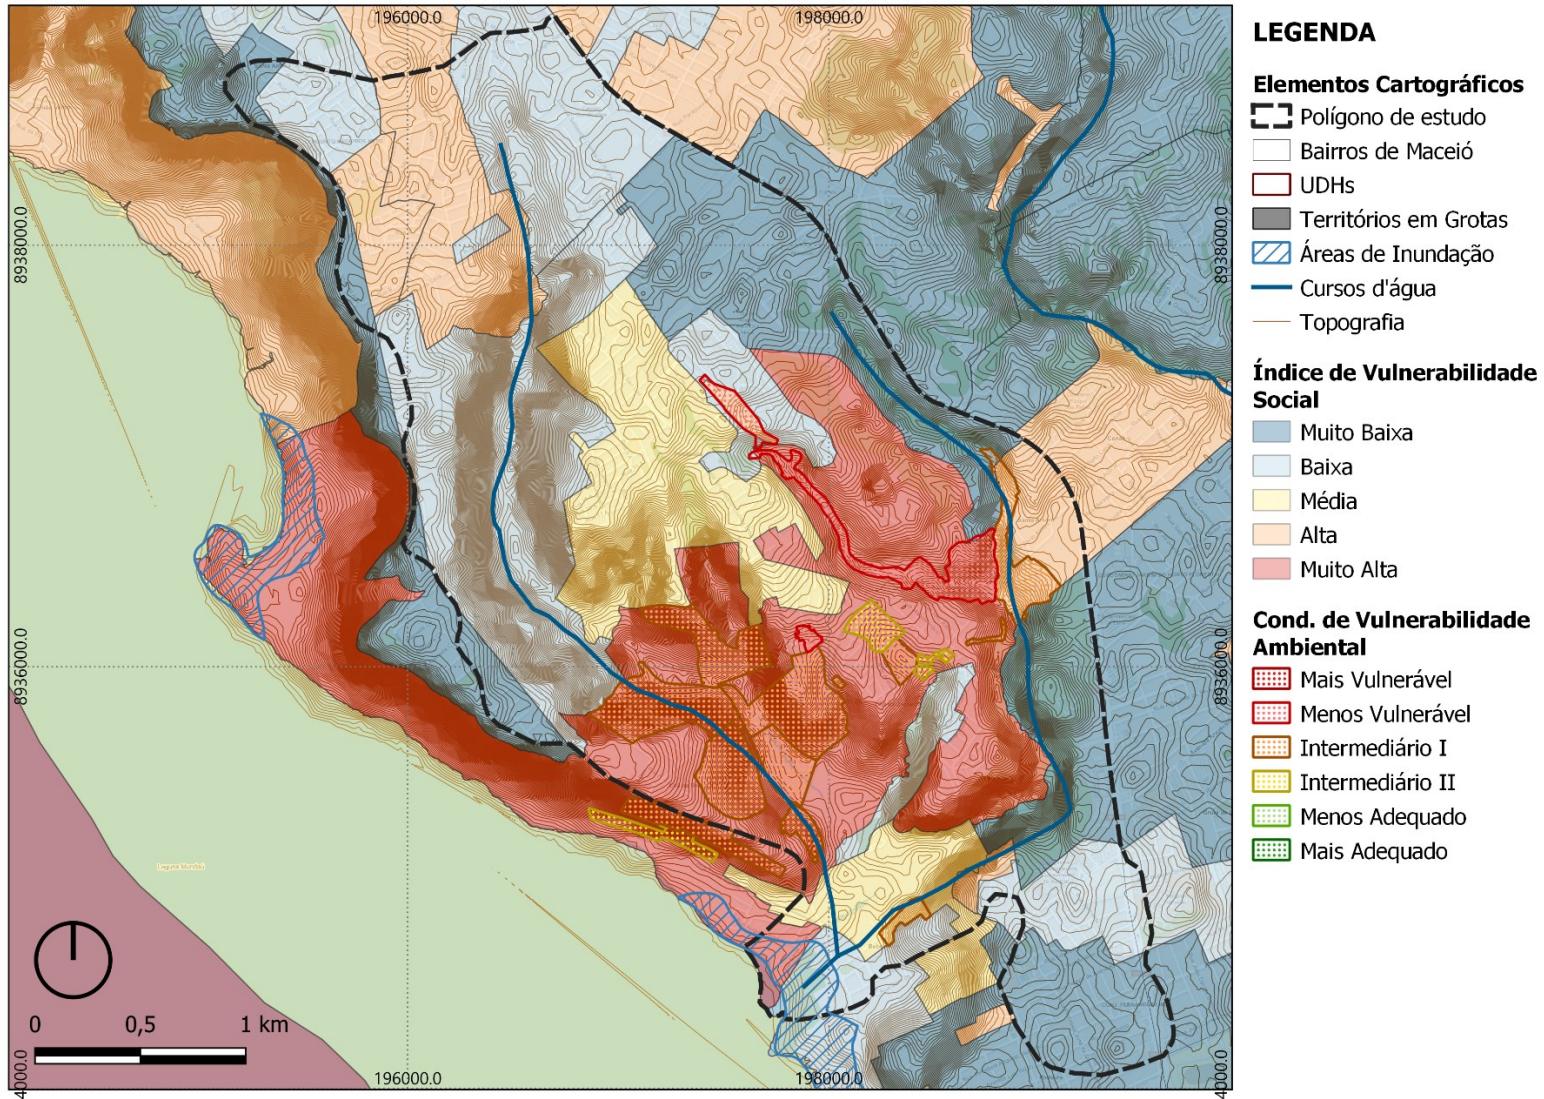 196000.0
198000.0
8938000.0
8938000.0
8936000.0
8936000.0
Laguna Mundaú
0
0,5
1 km
4000.0
4000.0
196000.0
198000.0
LEGENDA
Elementos Cartográficos
Polígono de estudo
Bairros de Maceió
UDHs
Territórios em Grotas
Áreas de Inundação
Cursos d'água
Topografia
Índice de Vulnerabilidade
Social
Muito Baixa
Baixa
Média
Alta
Muito Alta
Cond. de Vulnerabilidade
Ambiental
Mais Vulnerável
Menos Vulnerável
Intermediário I
Intermediário II
Menos Adequado
Mais Adequado